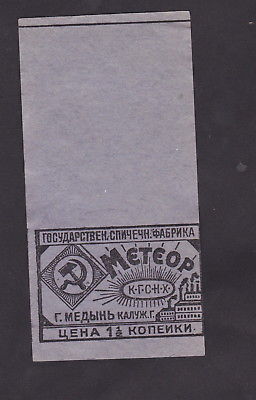 ГОСУДАРСТВЕН. СПИЧЕЧН. ФАБРИКА
МЕТЕОР
К-Г-С-Н-Х
Г. МЕДЫНЬ КАЛУЖ. Г.
ЦЕНА 1½ КОПЕЙКИ.